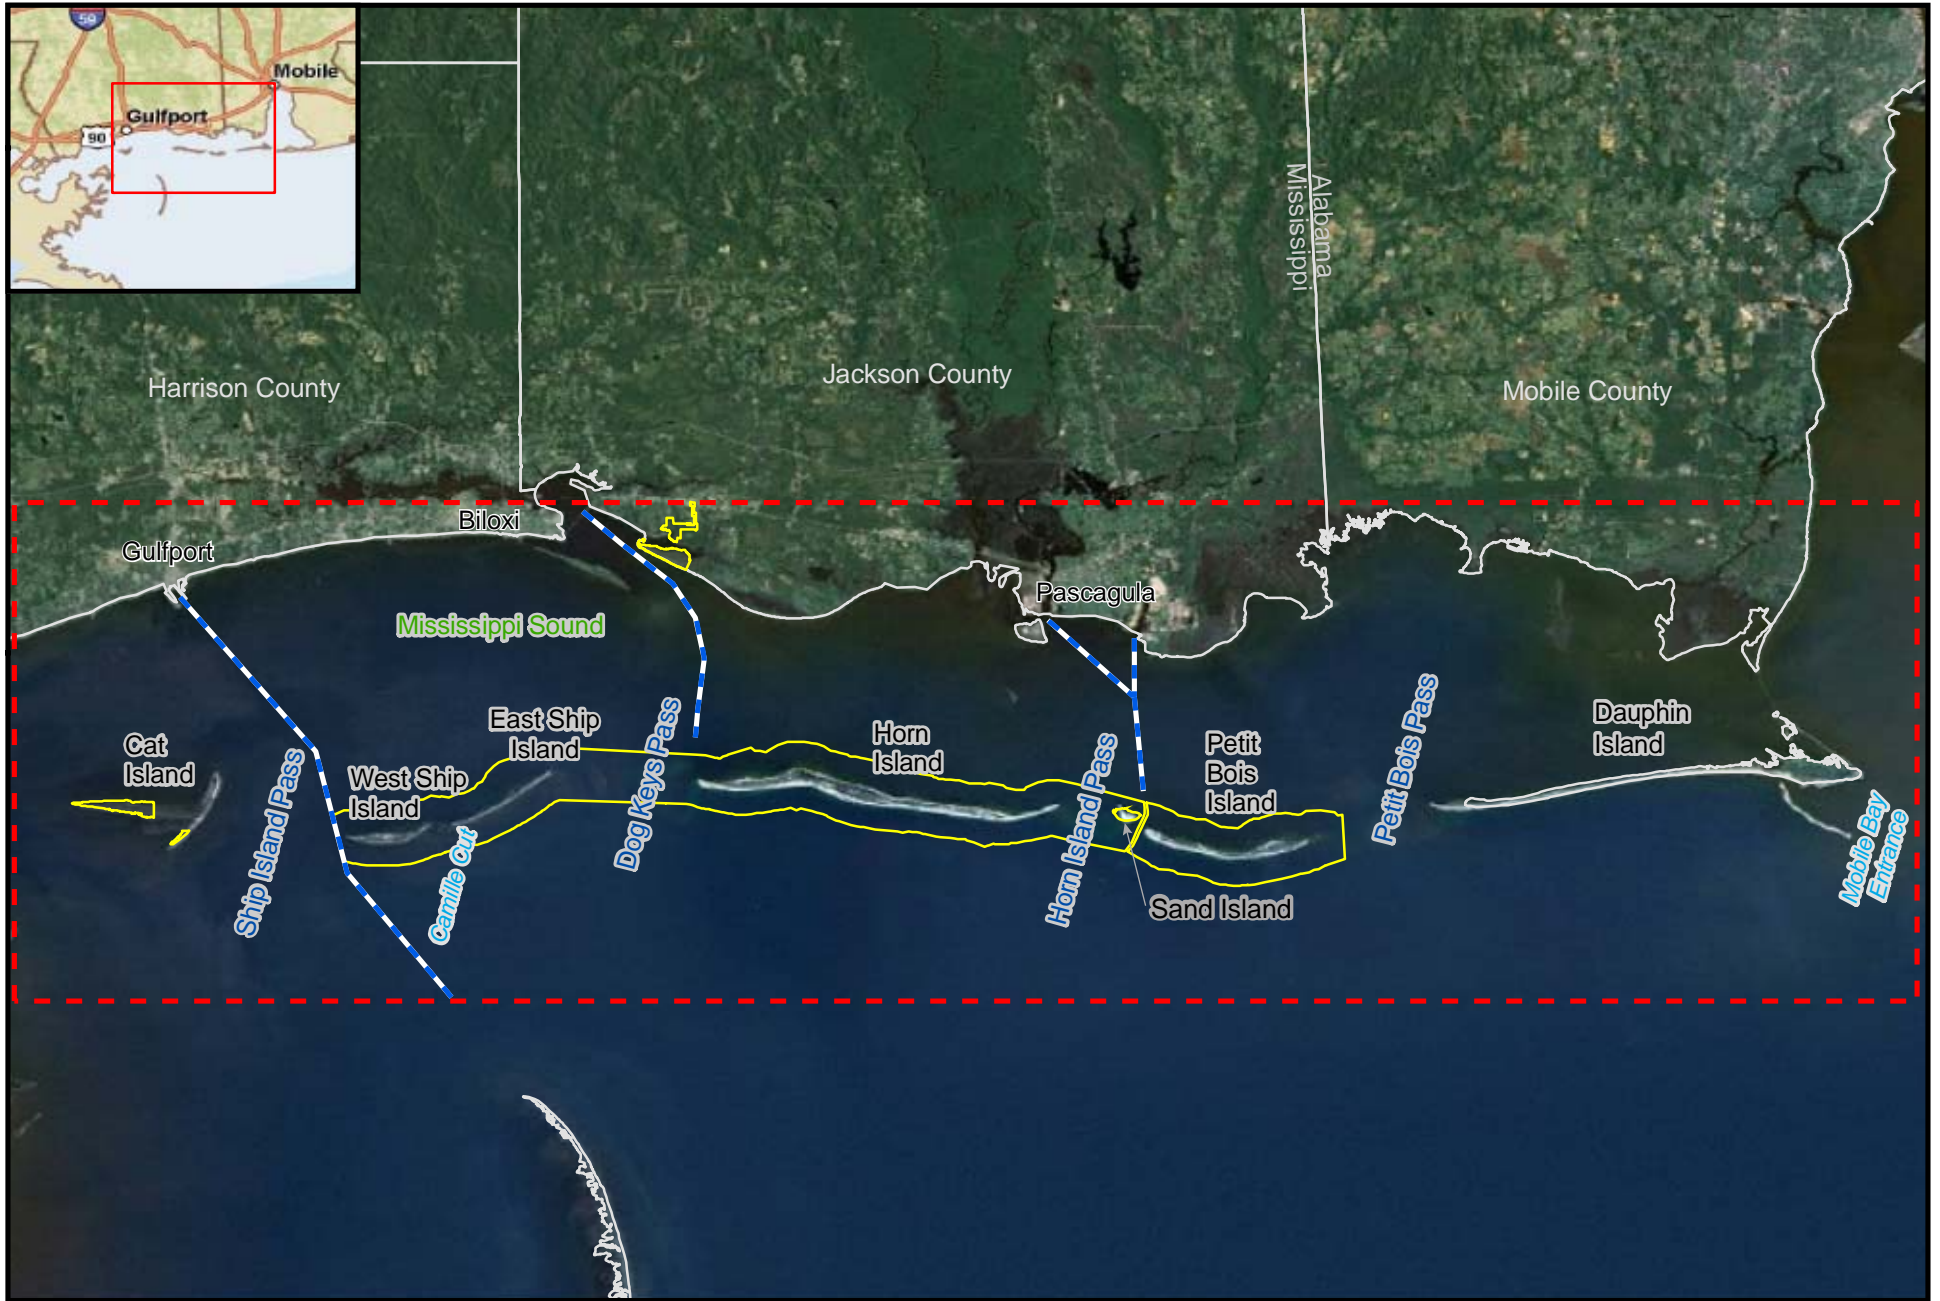 59
Mobile
Gulfport
90
Alabama
Mississippi
Harrison County
Jackson County
Mobile County
Biloxi
Gulfport
Pascagula
Mississippi Sound
Cat
Island
Ship Island Pass
West Ship
Island
East Ship
Island
Camille Cut
Dog Keys Pass
Horn
Island
Horn Island Pass
Petit
Bois
Island
Sand Island
Petit Bois Pass
Dauphin
Island
Mobile Bay
Entrance